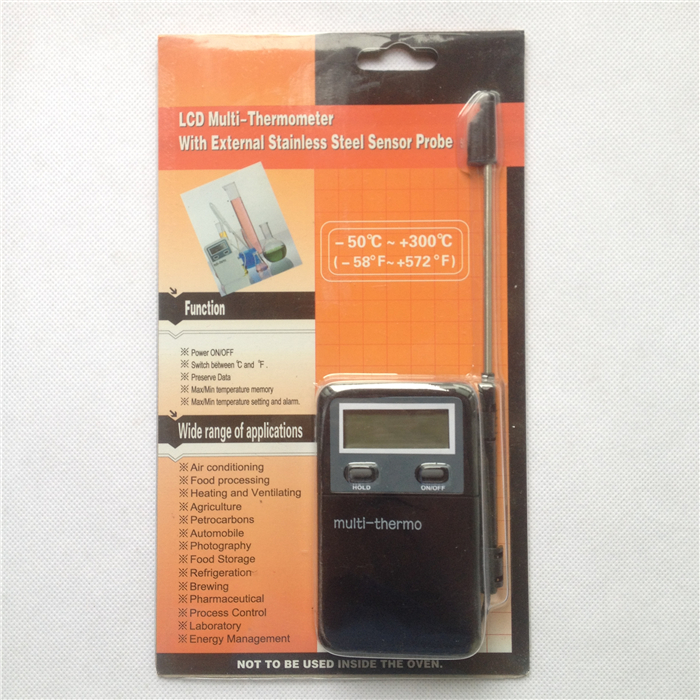 LCD Multi-Thermometer
With External Stainless Steel Sensor Probe
-50℃ ~ +300℃
(-58°F~ +572°F)
Function
※ Power ON/OFF
※ Switch between ℃ and ℉.
※ Preserve Data
※ Max/Min temperature memory
※ Max/Min temperature setting and alarm.
Wide range of applications
※ Air conditioning
※ Food processing
※ Heating and Ventilating
※ Agriculture
※ Petrocarbons
※ Automobile
※ Photography
※ Food Storage
※ Refrigeration
※ Brewing
※ Pharmaceutical
※ Process Control
※ Laboratory
※ Energy Management
HOLD
ON/OFF
multi-thermo
NOT TO BE USED INSIDE THE OVEN.